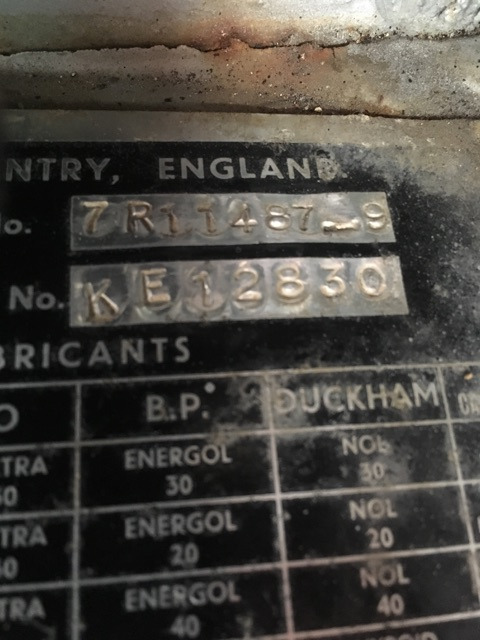 NTRY, ENGLAND.
No. 7R11487-9
No. KE12830
BRICANTS
O B.P. DUCKHAM
TRA ENERGOL NOL
30 30
TRA ENERGOL NOL
20 20
TRA ENERGOL NOL
40 40